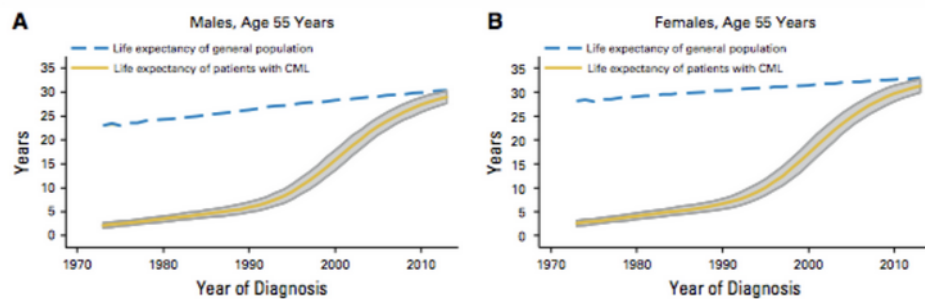 A
Males, Age 55 Years
Life expectancy of general population
Life expectancy of patients with CML
35
30
25
20
15
10
5
0
Years
1970
1980
1990
2000
2010
Year of Diagnosis
B
Females, Age 55 Years
Life expectancy of general population
Life expectancy of patients with CML
35
30
25
20
15
10
5
0
Years
1970
1980
1990
2000
2010
Year of Diagnosis